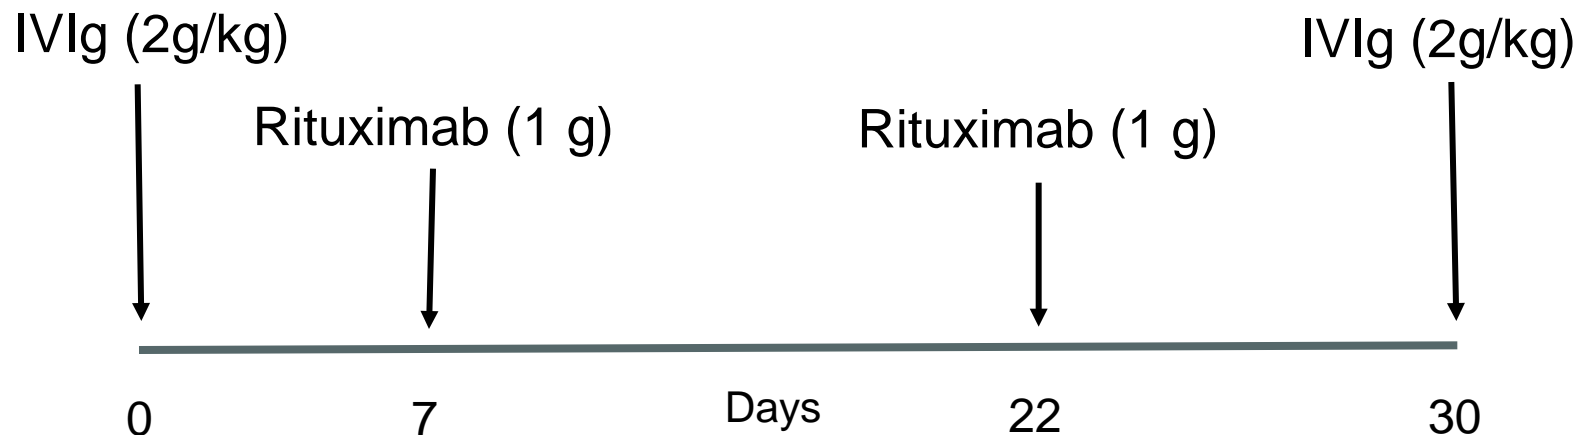 IVIg (2g/kg)
IVIg (2g/kg)
Rituximab (1 g)
Rituximab (1 g)
0
7
Days
22
30